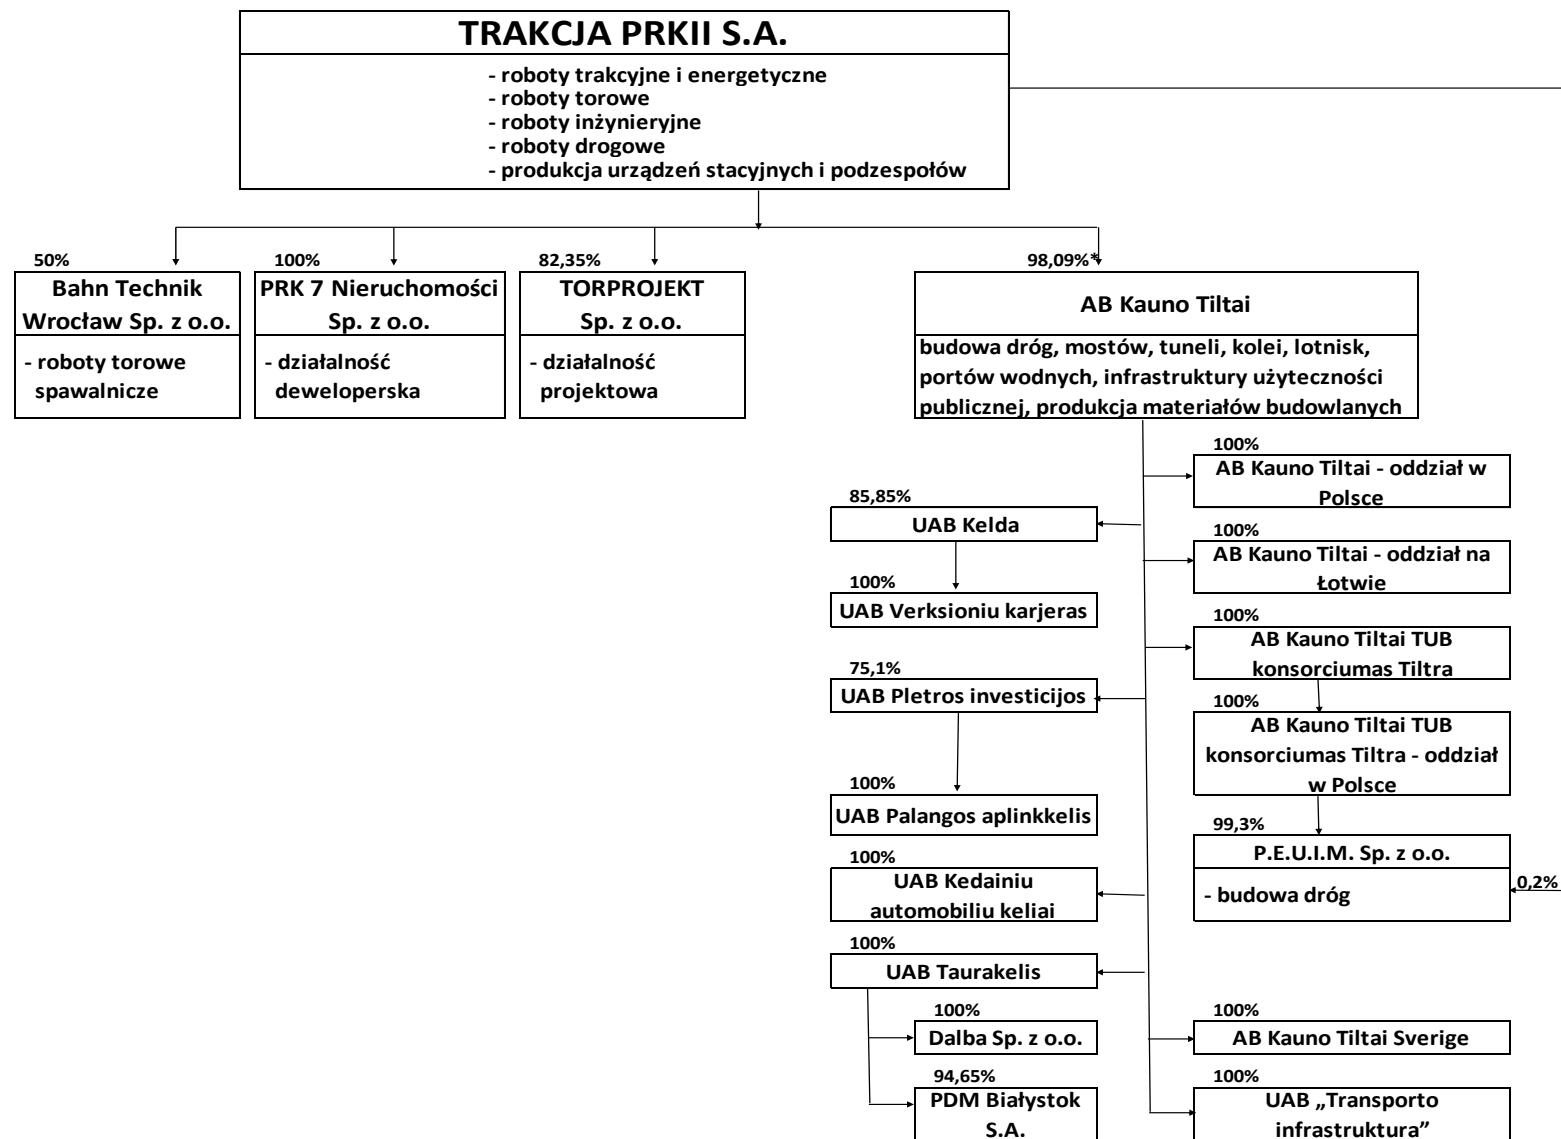 TRAKCJA PRKII S.A.
- roboty trakcyjne i energetyczne
- roboty torowe
- roboty inżynieryjne
- roboty drogowe
- produkcja urządzeń stacyjnych i podzespołów
50%
Bahn Technik
Wrocław Sp. z o.o.
- roboty torowe
spawalnicze
100%
PRK 7 Nieruchomości
Sp. z o.o.
- działalność
deweloperska
82,35%
TORPROJEKT
Sp. z o.o.
- działalność
projektowa
98,09%*
AB Kauno Tiltai
budowa dróg, mostów, tuneli, kolei, lotnisk,
portów wodnych, infrastruktury użyteczności
publicznej, produkcja materiałów budowlanych
85,85%
UAB Kelda
100%
UAB Verksioniu karjeras
75,1%
UAB Pletros investicijos
100%
UAB Palangos aplinkkelis
100%
UAB Kedainiu
automobiliu keliai
100%
UAB Taurakelis
100%
Dalba Sp. z o.o.
94,65%
PDM Białystok
S.A.
100%
AB Kauno Tiltai - oddział w
Polsce
100%
AB Kauno Tiltai - oddział na
Łotwie
100%
AB Kauno Tiltai TUB
konsorciumas Tiltra
100%
AB Kauno Tiltai TUB
konsorciumas Tiltra - oddział
w Polsce
99,3%
P.E.U.I.M. Sp. z o.o.
- budowa dróg
0,2%
100%
AB Kauno Tiltai Sverige
100%
UAB „Transporto
infrastruktura”